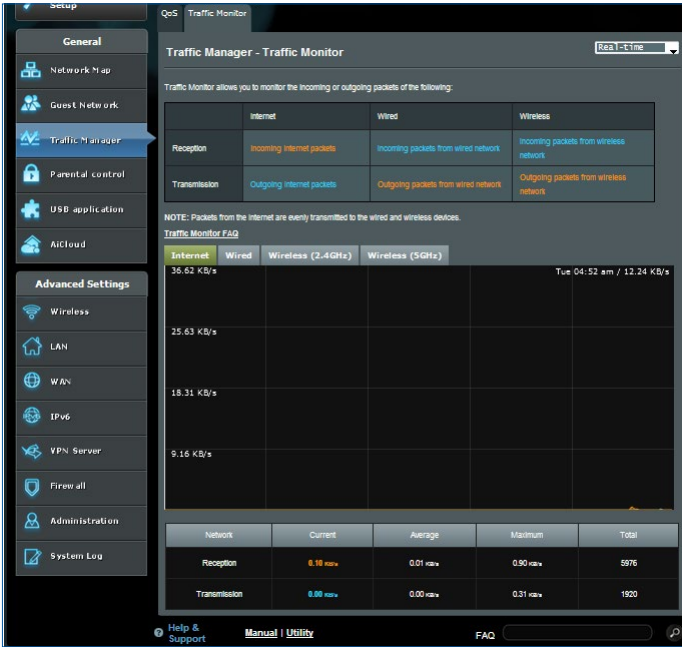 Setup
QoS Traffic Monitor
General
Network Map
Guest Network
Traffic Manager
Parental control
USB application
AiCloud
Advanced Settings
Wireless
LAN
WAN
IPv6
VPN Server
Firewall
Administration
System Log
Traffic Manager - Traffic Monitor
Real-time
Traffic Monitor allows you to monitor the incoming or outgoing packets of the following:
Internet Wired Wireless
Reception Incoming Internet packets Incoming packets from wired network Incoming packets from wireless
network
Transmission Outgoing Internet packets Outgoing packets from wired network Outgoing packets from wireless
network
NOTE: Packets from the Internet are evenly transmitted to the wired and wireless devices.
Traffic Monitor FAQ
Internet Wired Wireless (2.4GHz) Wireless (5GHz)
36.62 KB/s Tue 04:52 am / 12.24 KB/s
25.63 KB/s
18.31 KB/s
9.16 KB/s
Network Current Average Maximum Total
Reception 0.10 KB/s 0.01 KB/s 0.90 KB/s 5976
Transmission 0.00 KB/s 0.00 KB/s 0.31 KB/s 1920
Help &
Support
Manual | Utility FAQ